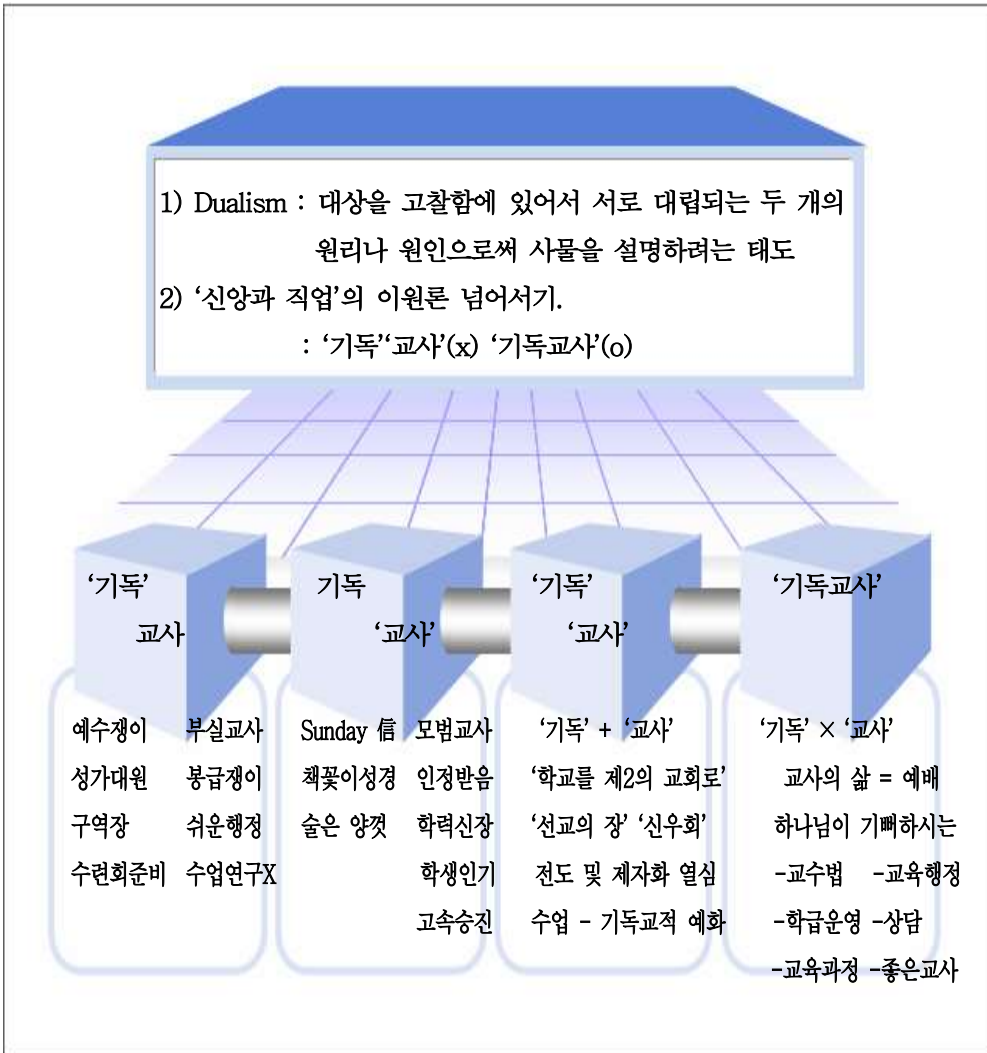 1) Dualism : 대상을 고찰함에 있어서 서로 대립되는 두 개의
원리나 원인으로써 사물을 설명하려는 태도
2) ‘신앙과 직업’의 이원론 넘어서기.
: ‘기독’‘교사’(x) ‘기독교사’(o)
‘기독’
교사
예수쟁이 부실교사
성가대원 봉급쟁이
구역장 쉬운행정
수련회준비 수업연구X
기독
‘교사’
Sunday 信 모범교사
책꽂이성경 인정받음
술은 양껏 학력신장
학생인기
고속승진
‘기독’
‘교사’
‘기독’ + ‘교사’
‘학교를 제2의 교회로’
‘선교의 장’ ‘신우회’
전도 및 제자화 열심
수업 - 기독교적 예화
‘기독교사’
‘기독’ × ‘교사’
교사의 삶 = 예배
하나님이 기뻐하시는
-교수법 -교육행정
-학급운영 -상담
-교육과정 -좋은교사